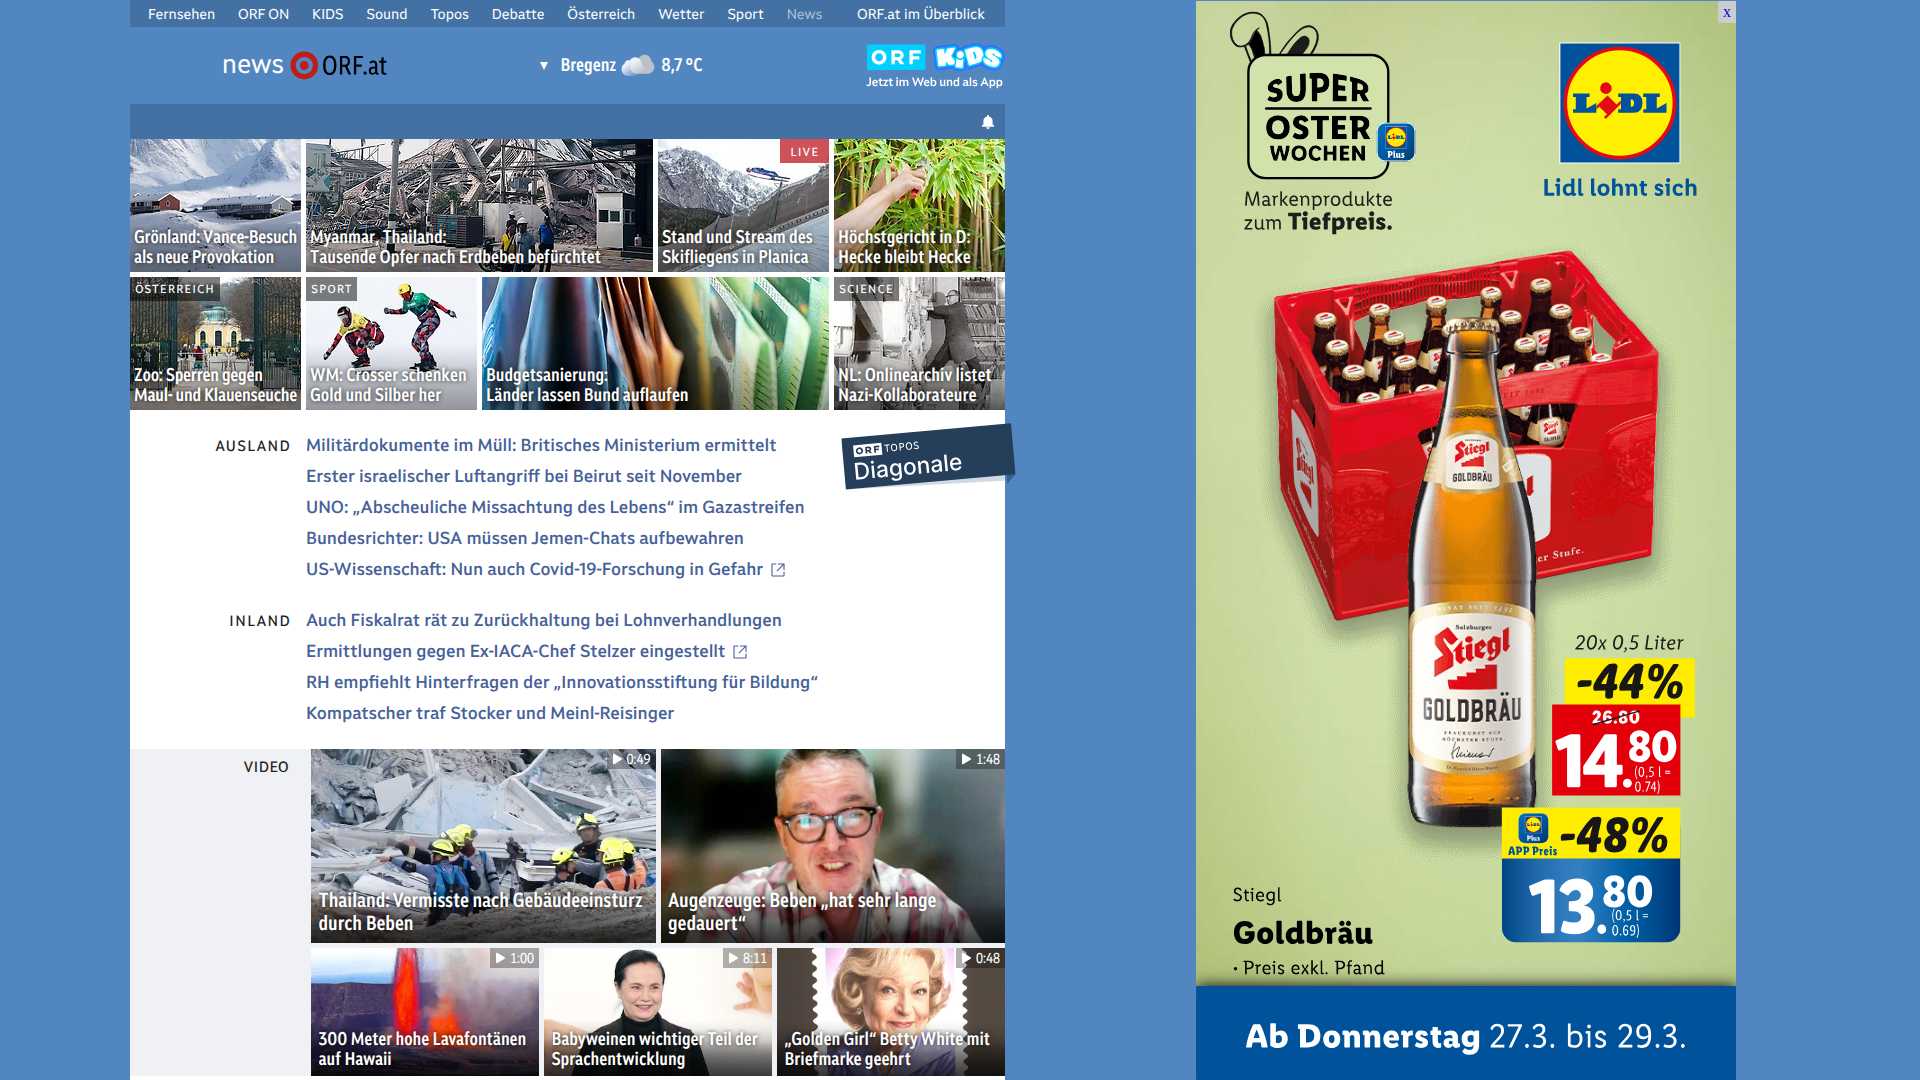 Fernsehen ORF ON KIDS Sound Topos Debatte Österreich Wetter Sport News ORF.at im Überblick
news ORF.at
Bregenz 8,7 °C
ORF KIDS
Jetzt im Web und als App
Grönland: Vance-Besuch
als neue Provokation
Myanmar, Thailand:
Tausende Opfer nach Erdbeben befürchtet
LIVE
Stand und Stream des
Skifliegens in Planica
Höchstgericht in D:
Hecke bleibt Hecke
ÖSTERREICH
Zoo: Sperren gegen
Maul- und Klauenseuche
SPORT
WM: Crosser schenken
Gold und Silber her
Budgetsanierung:
Länder lassen Bund auflaufen
SCIENCE
NL: Onlinearchiv listet
Nazi-Kollaborateure
AUSLAND
Militärdokumente im Müll: Britisches Ministerium ermittelt
Erster israelischer Luftangriff bei Beirut seit November
UNO: „Abscheuliche Missachtung des Lebens“ im Gazastreifen
Bundesrichter: USA müssen Jemen-Chats aufbewahren
US-Wissenschaft: Nun auch Covid-19-Forschung in Gefahr
ORF TOPOS
Diagonale
INLAND
Auch Fiskalrat rät zu Zurückhaltung bei Lohnverhandlungen
Ermittlungen gegen Ex-IACA-Chef Stelzer eingestellt
RH empfiehlt Hinterfragen der „Innovationsstiftung für Bildung“
Kompatscher traf Stocker und Meinl-Reisinger
VIDEO
0:49
Thailand: Vermisste nach Gebäudeeinsturz
durch Beben
1:48
Augenzeuge: Beben „hat sehr lange
gedauert“
1:00
300 Meter hohe Lavafontänen
auf Hawaii
8:11
Babyweinen wichtiger Teil der
Sprachentwicklung
0:48
„Golden Girl“ Betty White mit
Briefmarke geehrt
x
SUPER
OSTER
WOCHEN
LIDL
Plus
Markenprodukte
zum Tiefpreis.
LIDL
Lidl lohnt sich
Stiegl
GOLDBRÄU
er Stufe.
Salzburger
Stiegl
GOLDBRÄU
BRAUKUNST AUF
HÖCHSTER STUFE.
20x 0,5 Liter
-44%
26.80
14.80
(0,5 l =
0.74)
LIDL
Plus
APP Preis
-48%
13.80
(0,5 l =
0.69)
Stiegl
Goldbräu
• Preis exkl. Pfand
Ab Donnerstag 27.3. bis 29.3.